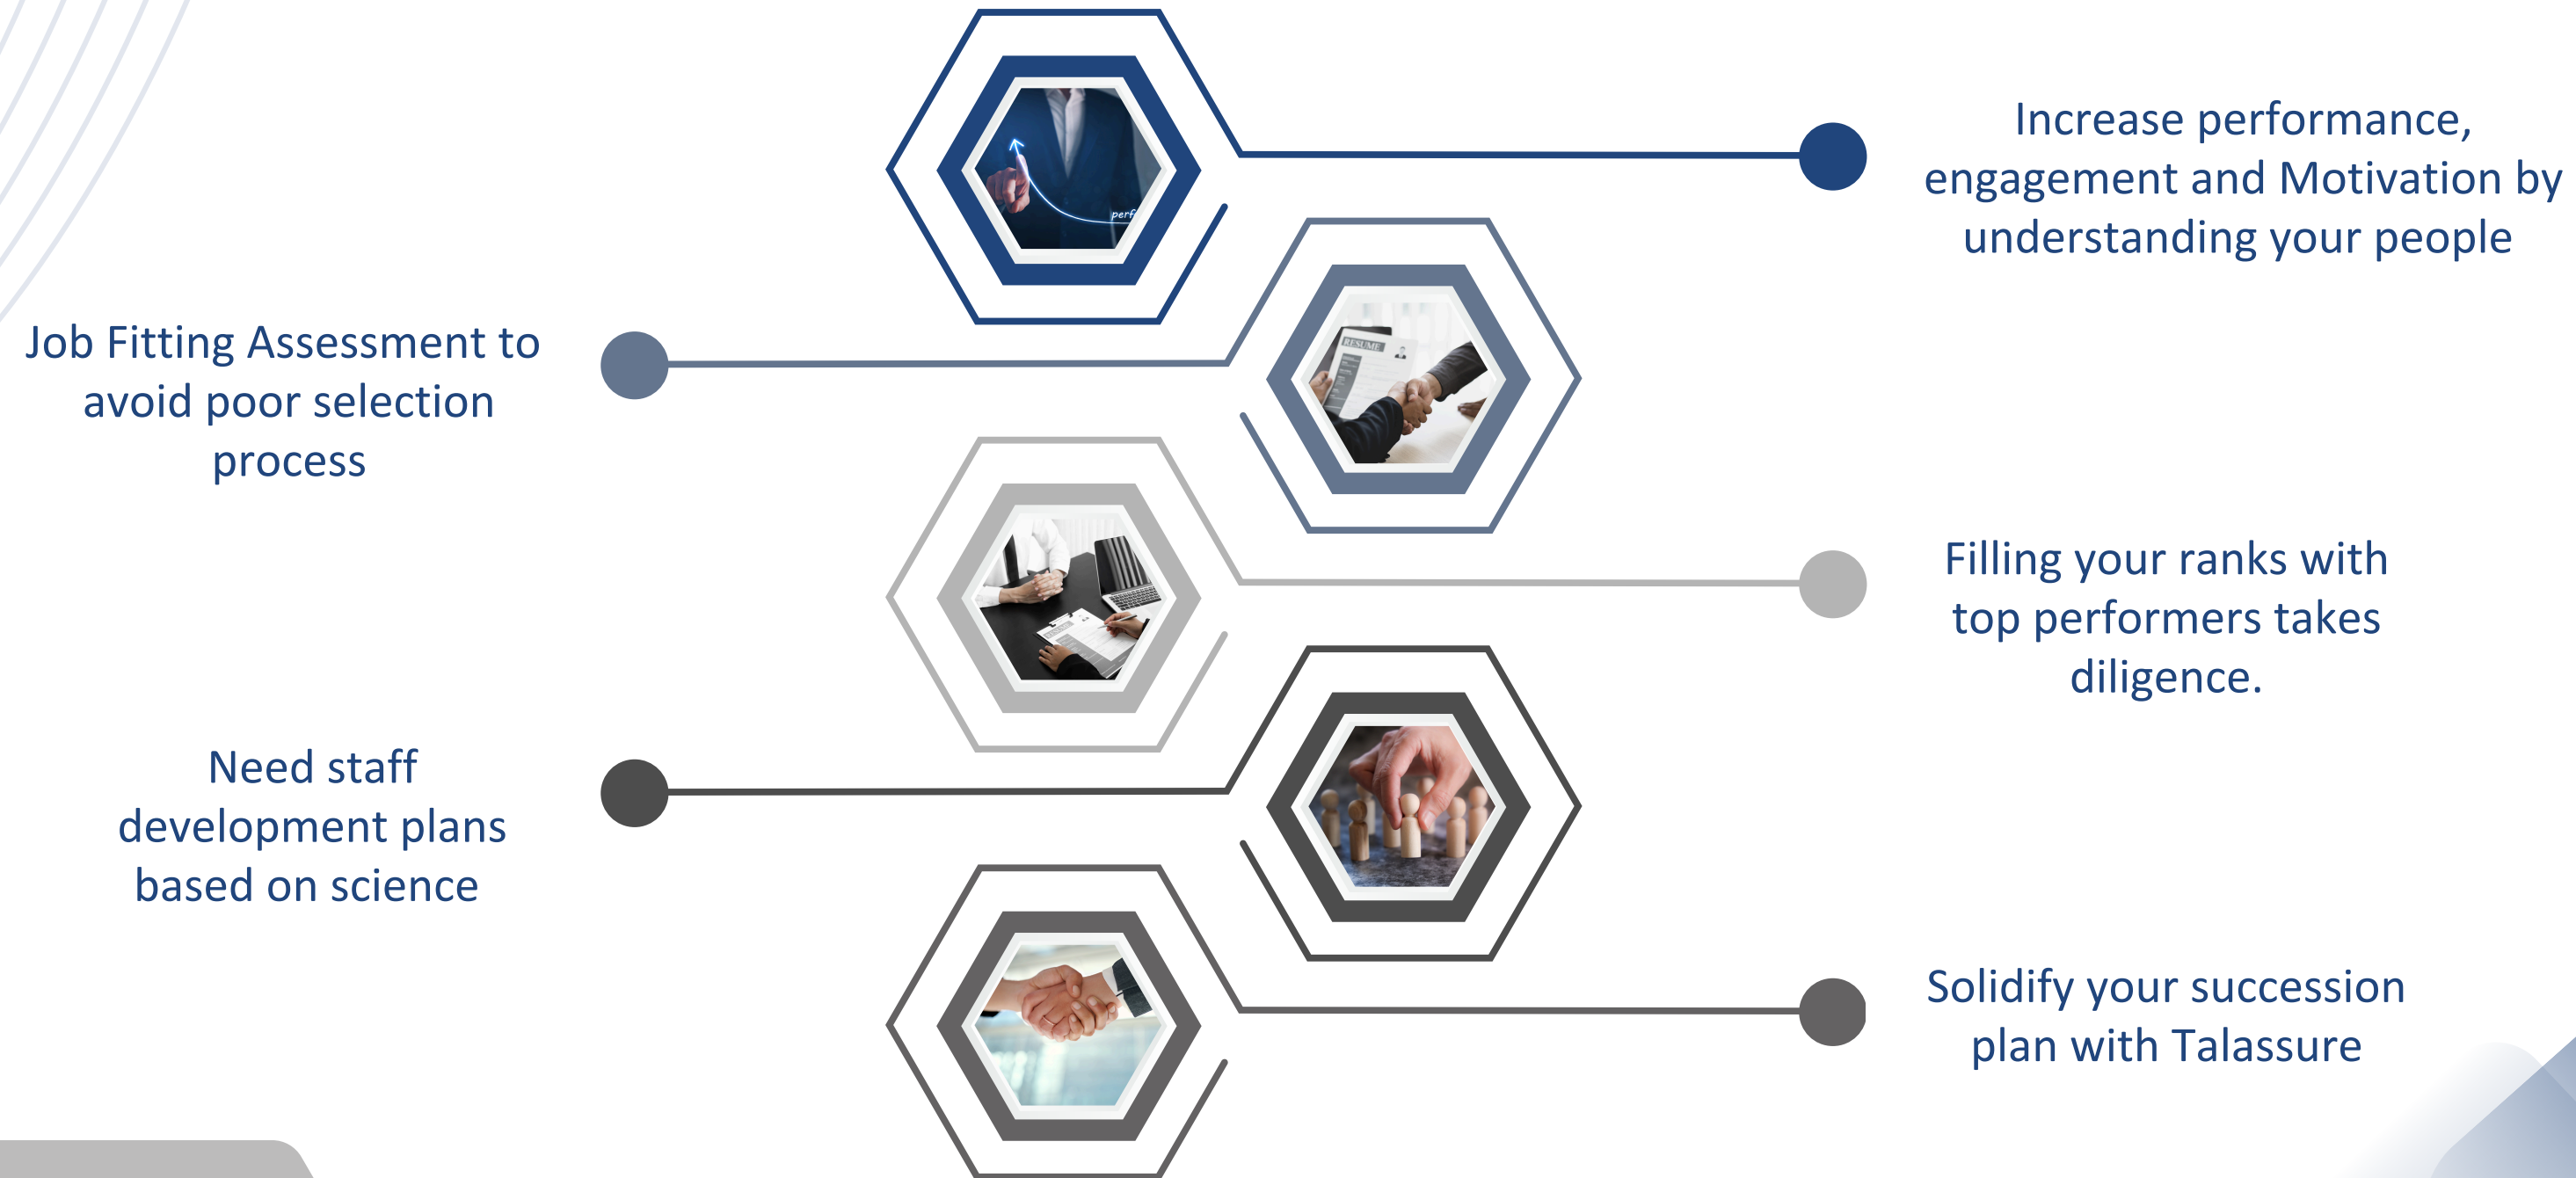 Increase performance,
engagement and Motivation by
understanding your people
perf
Job Fitting Assessment to
avoid poor selection
process
RESUME
Filling your ranks with
top performers takes
diligence.
Need staff
development plans
based on science
Solidify your succession
plan with Talassure